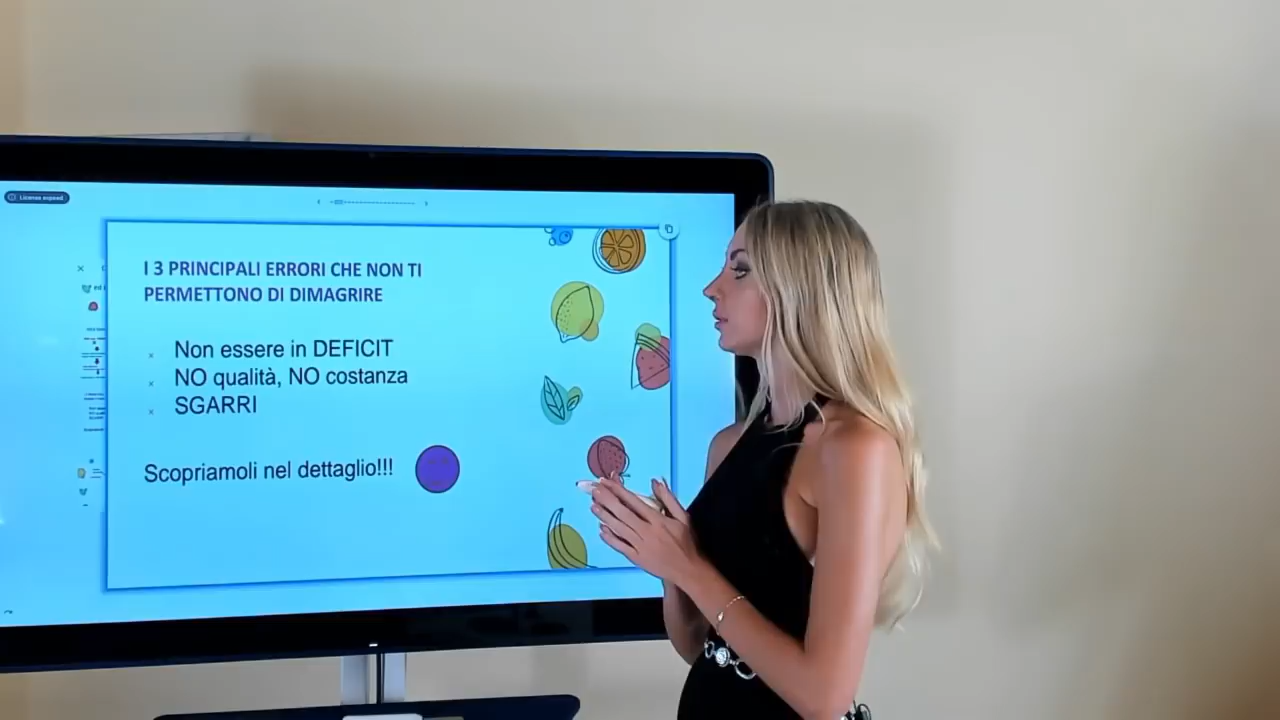 License expired
I 3 PRINCIPALI ERRORI CHE NON TI
PERMETTONO DI DIMAGRIRE
Non essere in DEFICIT
NO qualità, NO costanza
SGARRI
Scopriamoli nel dettaglio!!!